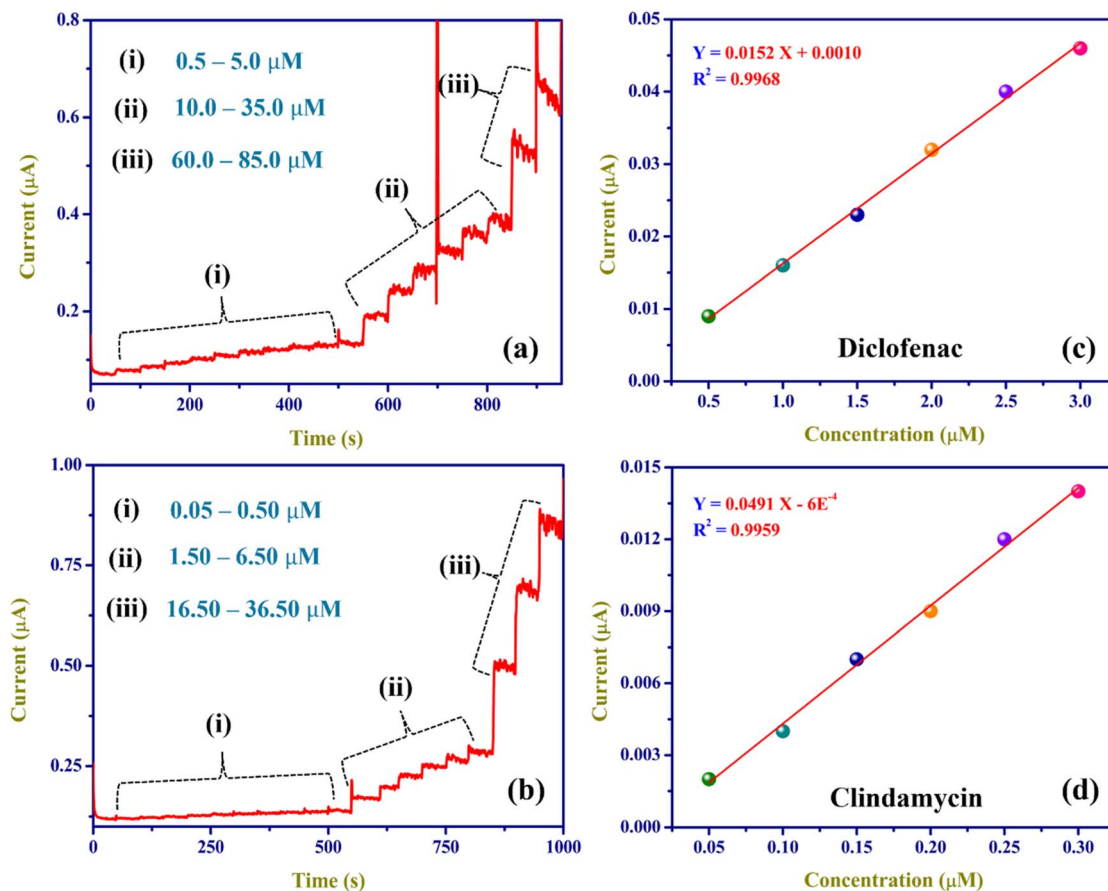 0.8
0.6
0.4
0.2
Current (μA)
(i) 0.5 – 5.0 μM
(ii) 10.0 – 35.0 μM
(iii) 60.0 – 85.0 μM
(i)
(ii)
(iii)
(a)
0 200 400 600 800
Time (s)
0.05
0.04
0.03
0.02
0.01
0.00
Current (μA)
Y = 0.0152 X + 0.0010
R² = 0.9968
Diclofenac
(c)
0.5 1.0 1.5 2.0 2.5 3.0
Concentration (μM)
1.00
0.75
0.50
0.25
Current (μA)
(i) 0.05 – 0.50 μM
(ii) 1.50 – 6.50 μM
(iii) 16.50 – 36.50 μM
(i)
(ii)
(iii)
(b)
0 250 500 750 1000
Time (s)
0.015
0.012
0.009
0.006
0.003
0.000
Current (μA)
Y = 0.0491 X - 6E⁻⁴
R² = 0.9959
Clindamycin
(d)
0.05 0.10 0.15 0.20 0.25 0.30
Concentration (μM)